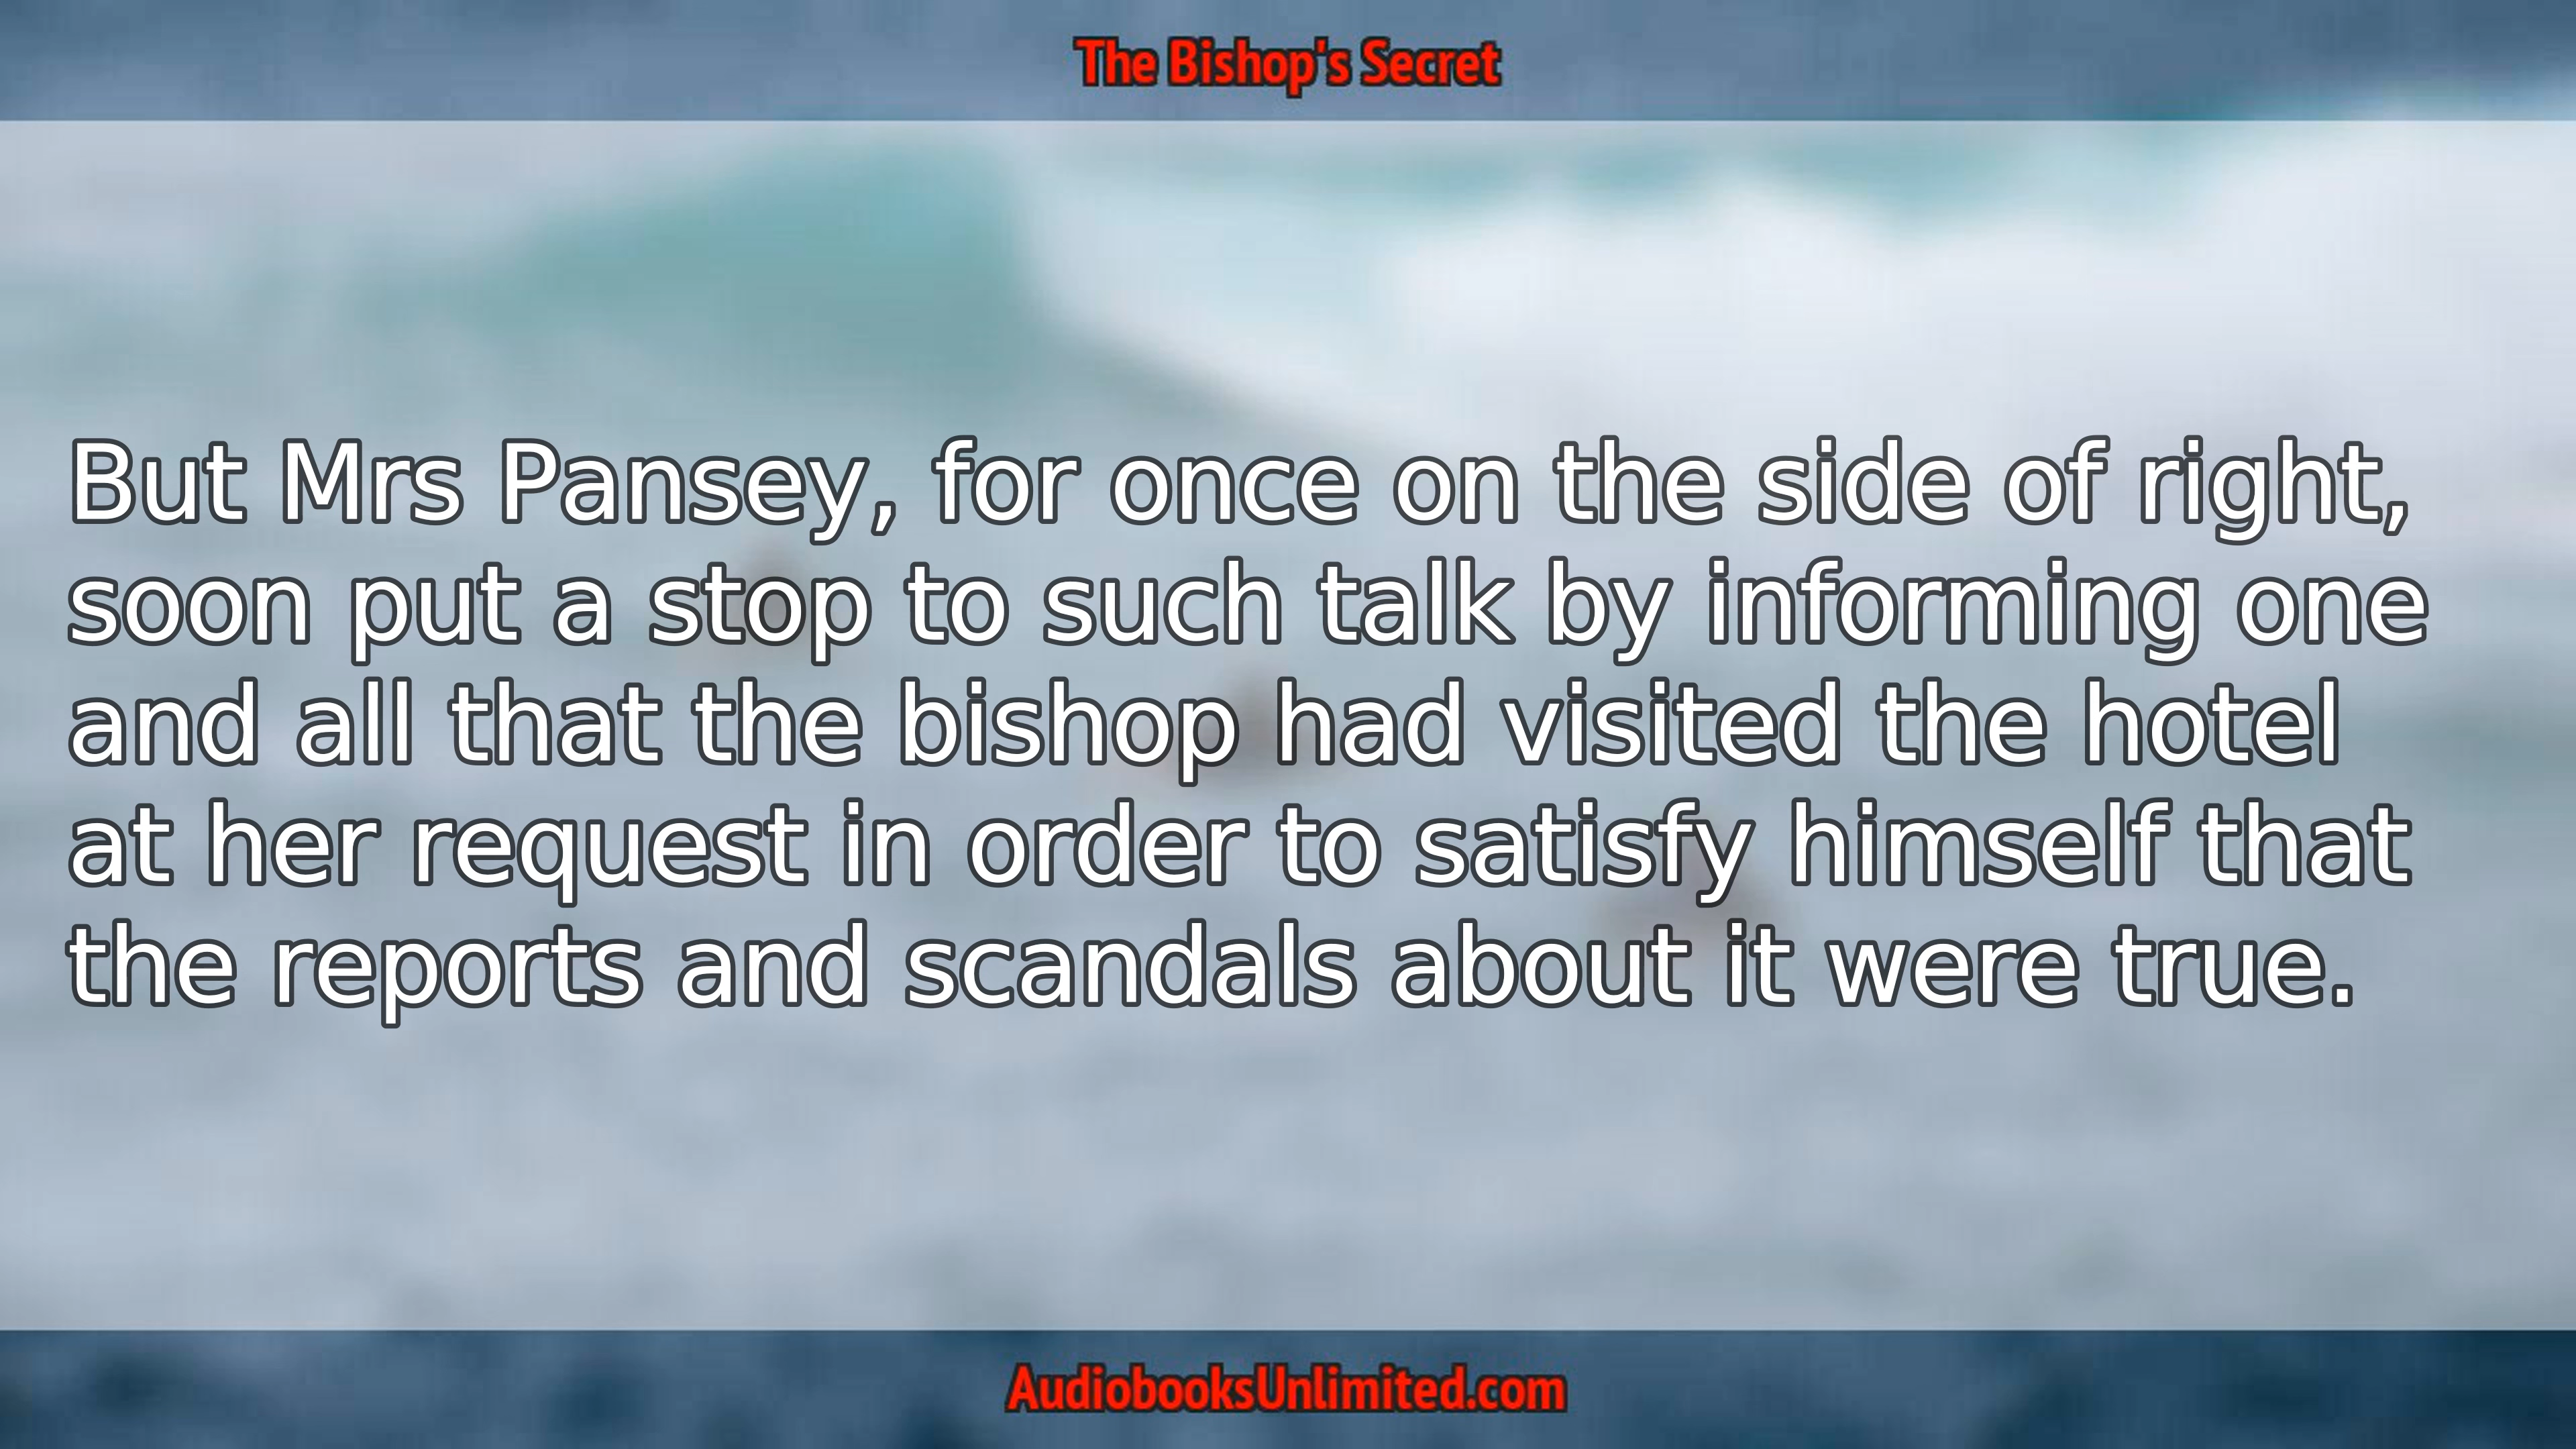 The Bishop's Secret
But Mrs Pansey, for once on the side of right,
soon put a stop to such talk by informing one
and all that the bishop had visited the hotel
at her request in order to satisfy himself that
the reports and scandals about it were true.
AudiobooksUnlimited.com